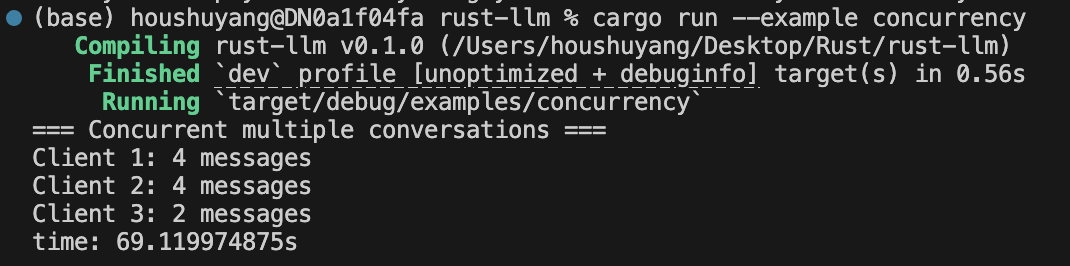 (base) houshuyang@DN0a1f04fa rust-llm % cargo run --example concurrency
Compiling rust-llm v0.1.0 (/Users/houshuyang/Desktop/Rust/rust-llm)
Finished `dev` profile [unoptimized + debuginfo] target(s) in 0.56s
Running `target/debug/examples/concurrency`
=== Concurrent multiple conversations ===
Client 1: 4 messages
Client 2: 4 messages
Client 3: 2 messages
time: 69.119974875s